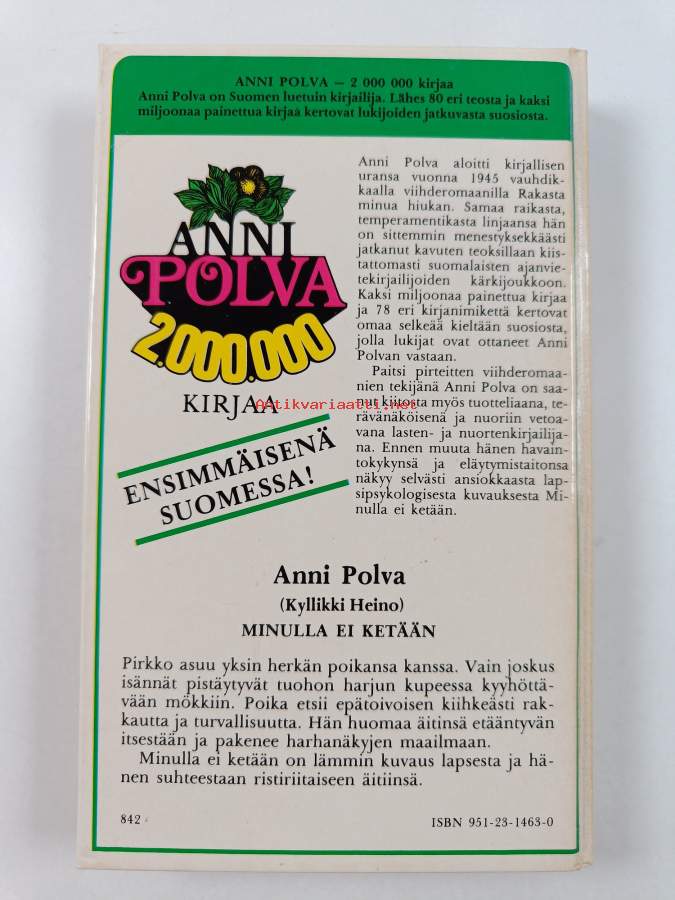 ANNI POLVA — 2 000 000 kirjaa
Anni Polva on Suomen luetuin kirjailija. Lähes 80 eri teosta ja kaksi
miljoonaa painettua kirjaa kertovat lukijoiden jatkuvasta suosiosta.
ANNI
POLVA
2.000.000
KIRJAA
ENSIMMÄISENÄ
SUOMESSA!
Anni Polva aloitti kirjallisen
uransa vuonna 1945 vauhdik-
kaalla viihderomaanilla Rakasta
minua hiukan. Samaa raikasta,
temperamentikasta linjaansa hän
on sittemmin menestyksekkäästi
jatkanut kavuten teoksillaan kiis-
tattomasti suomalaisten ajanvie-
tekirjailijoiden kärkijoukkoon.
Kaksi miljoonaa painettua kirjaa
ja 78 eri kirjanimikettä kertovat
omaa selkeää kieltään suosiosta,
jolla lukijat ovat ottaneet Anni
Polvan vastaan.
Paitsi pirteitten viihderomaa-
nien tekijänä Anni Polva on saa-
nut kiitosta myös tuotteliaana, te-
rävänäköisenä ja nuoriin vetoa-
vana lasten- ja nuortenkirjailija-
na. Ennen muuta hänen havain-
tokykynsä ja eläytymistaitonsa
näkyy selvästi ansiokkaasta lap-
sipsykologisesta kuvauksesta Mi-
nulla ei ketään.
Antikvariaatti.net
Anni Polva
(Kyllikki Heino)
MINULLA EI KETÄÄN
Pirkko asuu yksin herkän poikansa kanssa. Vain joskus
isännät pistäytyvät tuohon harjun kupeessa kyyhöttä-
vään mökkiin. Poika etsii epätoivoisen kiihkeästi rak-
kautta ja turvallisuutta. Hän huomaa äitinsä etääntyvän
itsestään ja pakenee harhanäkyjen maailmaan.
Minulla ei ketään on lämmin kuvaus lapsesta ja hä-
nen suhteestaan ristiriitaiseen äitiinsä.
842
ISBN 951-23-1463-0